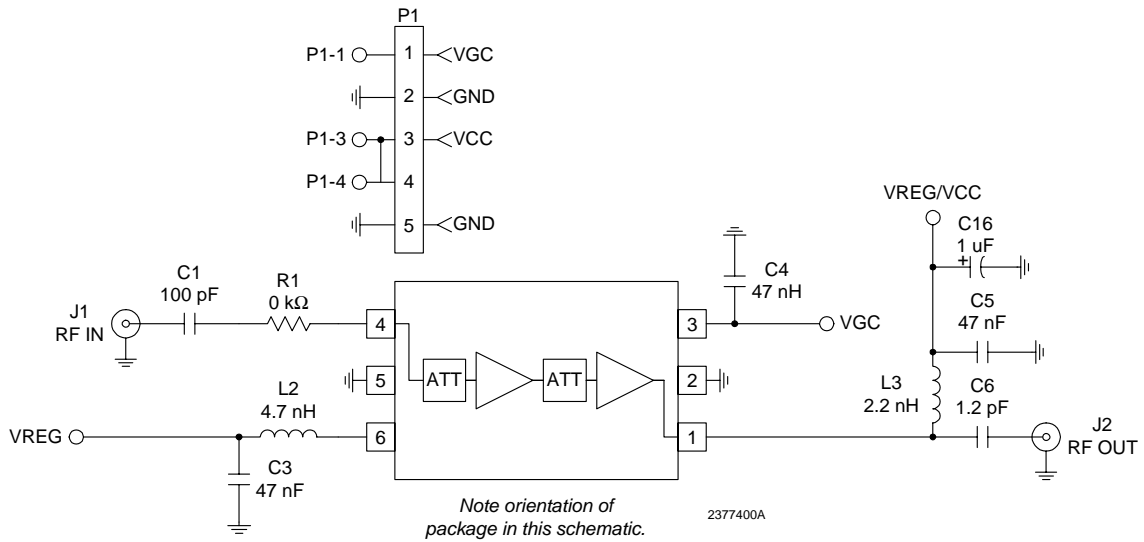 P1
P1-1
1
VGC
2
GND
P1-3
3
VCC
P1-4
4
5
GND
VREG/VCC
C16
1 uF
+
C1
100 pF
R1
0 kΩ
C4
47 nH
J1
RF IN
4
3
VGC
C5
47 nF
5
ATT
ATT
2
L2
4.7 nH
L3
2.2 nH
C6
1.2 pF
J2
RF OUT
VREG
6
1
C3
47 nF
Note orientation of
package in this schematic.
2377400A